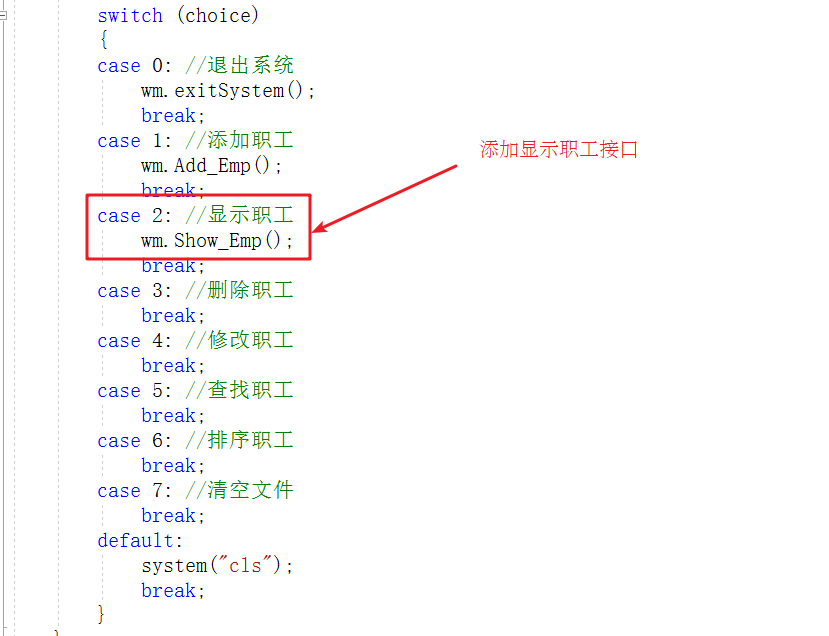 switch (choice)
{
case 0: //退出系统
wm.exitSystem();
break;
case 1: //添加职工
wm.Add_Emp();
break;
添加显示职工接口
case 2: //显示职工
wm.Show_Emp();
break;
case 3: //删除职工
break;
case 4: //修改职工
break;
case 5: //查找职工
break;
case 6: //排序职工
break;
case 7: //清空文件
break;
default:
system("cls");
break;
}
}